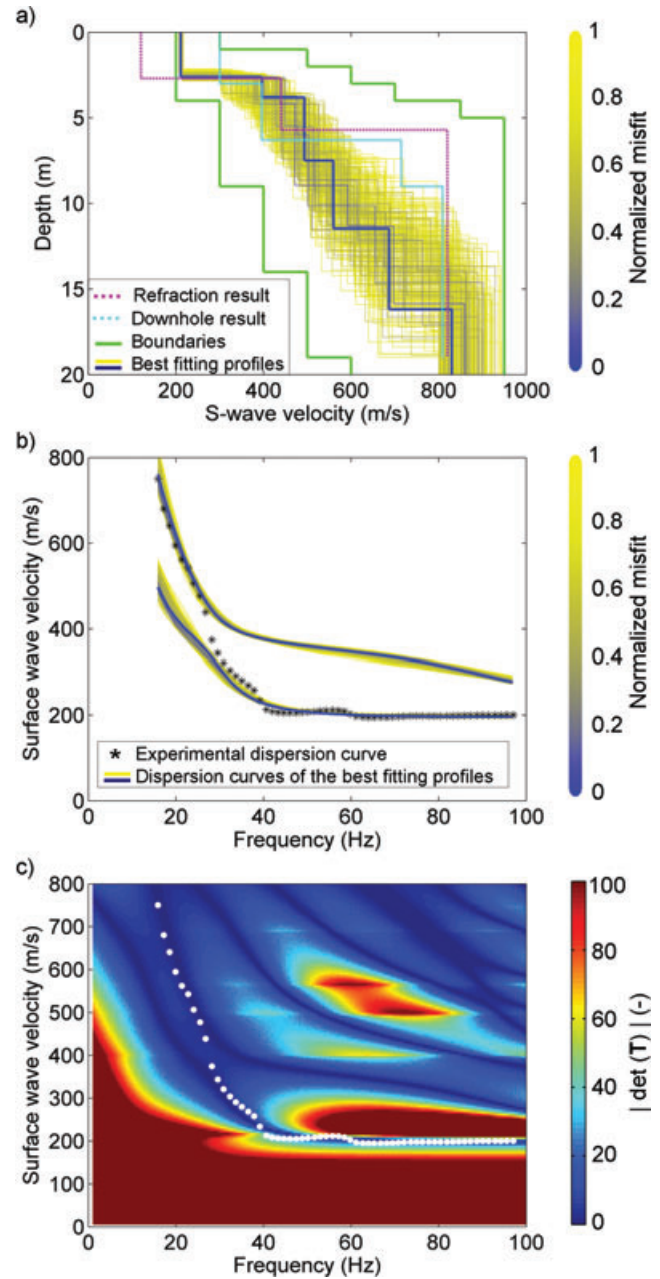 a)
0
5
10
15
20
Depth (m)
Refraction result
Downhole result
Boundaries
Best fitting profiles
0 200 400 600 800 1000
S-wave velocity (m/s)
1
0.8
0.6
0.4
0.2
0
Normalized misfit
b)
800
600
400
200
0
Surface wave velocity (m/s)
* Experimental dispersion curve
Dispersion curves of the best fitting profiles
0 20 40 60 80 100
Frequency (Hz)
1
0.8
0.6
0.4
0.2
0
Normalized misfit
c)
800
700
600
500
400
300
200
100
0
Surface wave velocity (m/s)
0 20 40 60 80 100
Frequency (Hz)
100
80
60
40
20
0
| det (T) | (-)